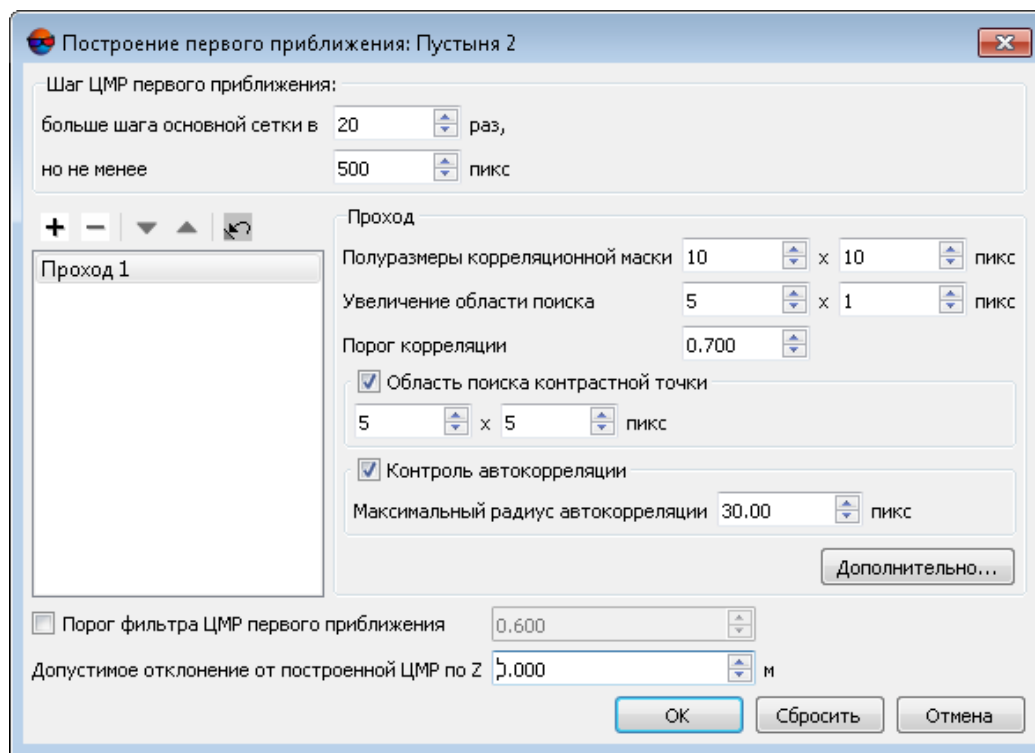 Построение первого приближения: Пустыня 2
Шаг ЦМР первого приближения:
больше шага основной сетки в 20 раз,
но не менее 500 пикс
Проход 1
Проход
Полуразмеры корреляционной маски 10 x 10 пикс
Увеличение области поиска 5 x 1 пикс
Порог корреляции 0.700
Область поиска контрастной точки
5 x 5 пикс
Контроль автокорреляции
Максимальный радиус автокорреляции 30.00 пикс
Дополнительно...
Порог фильтра ЦМР первого приближения 0.600
Допустимое отклонение от построенной ЦМР по Z .000 м
OK Сбросить Отмена